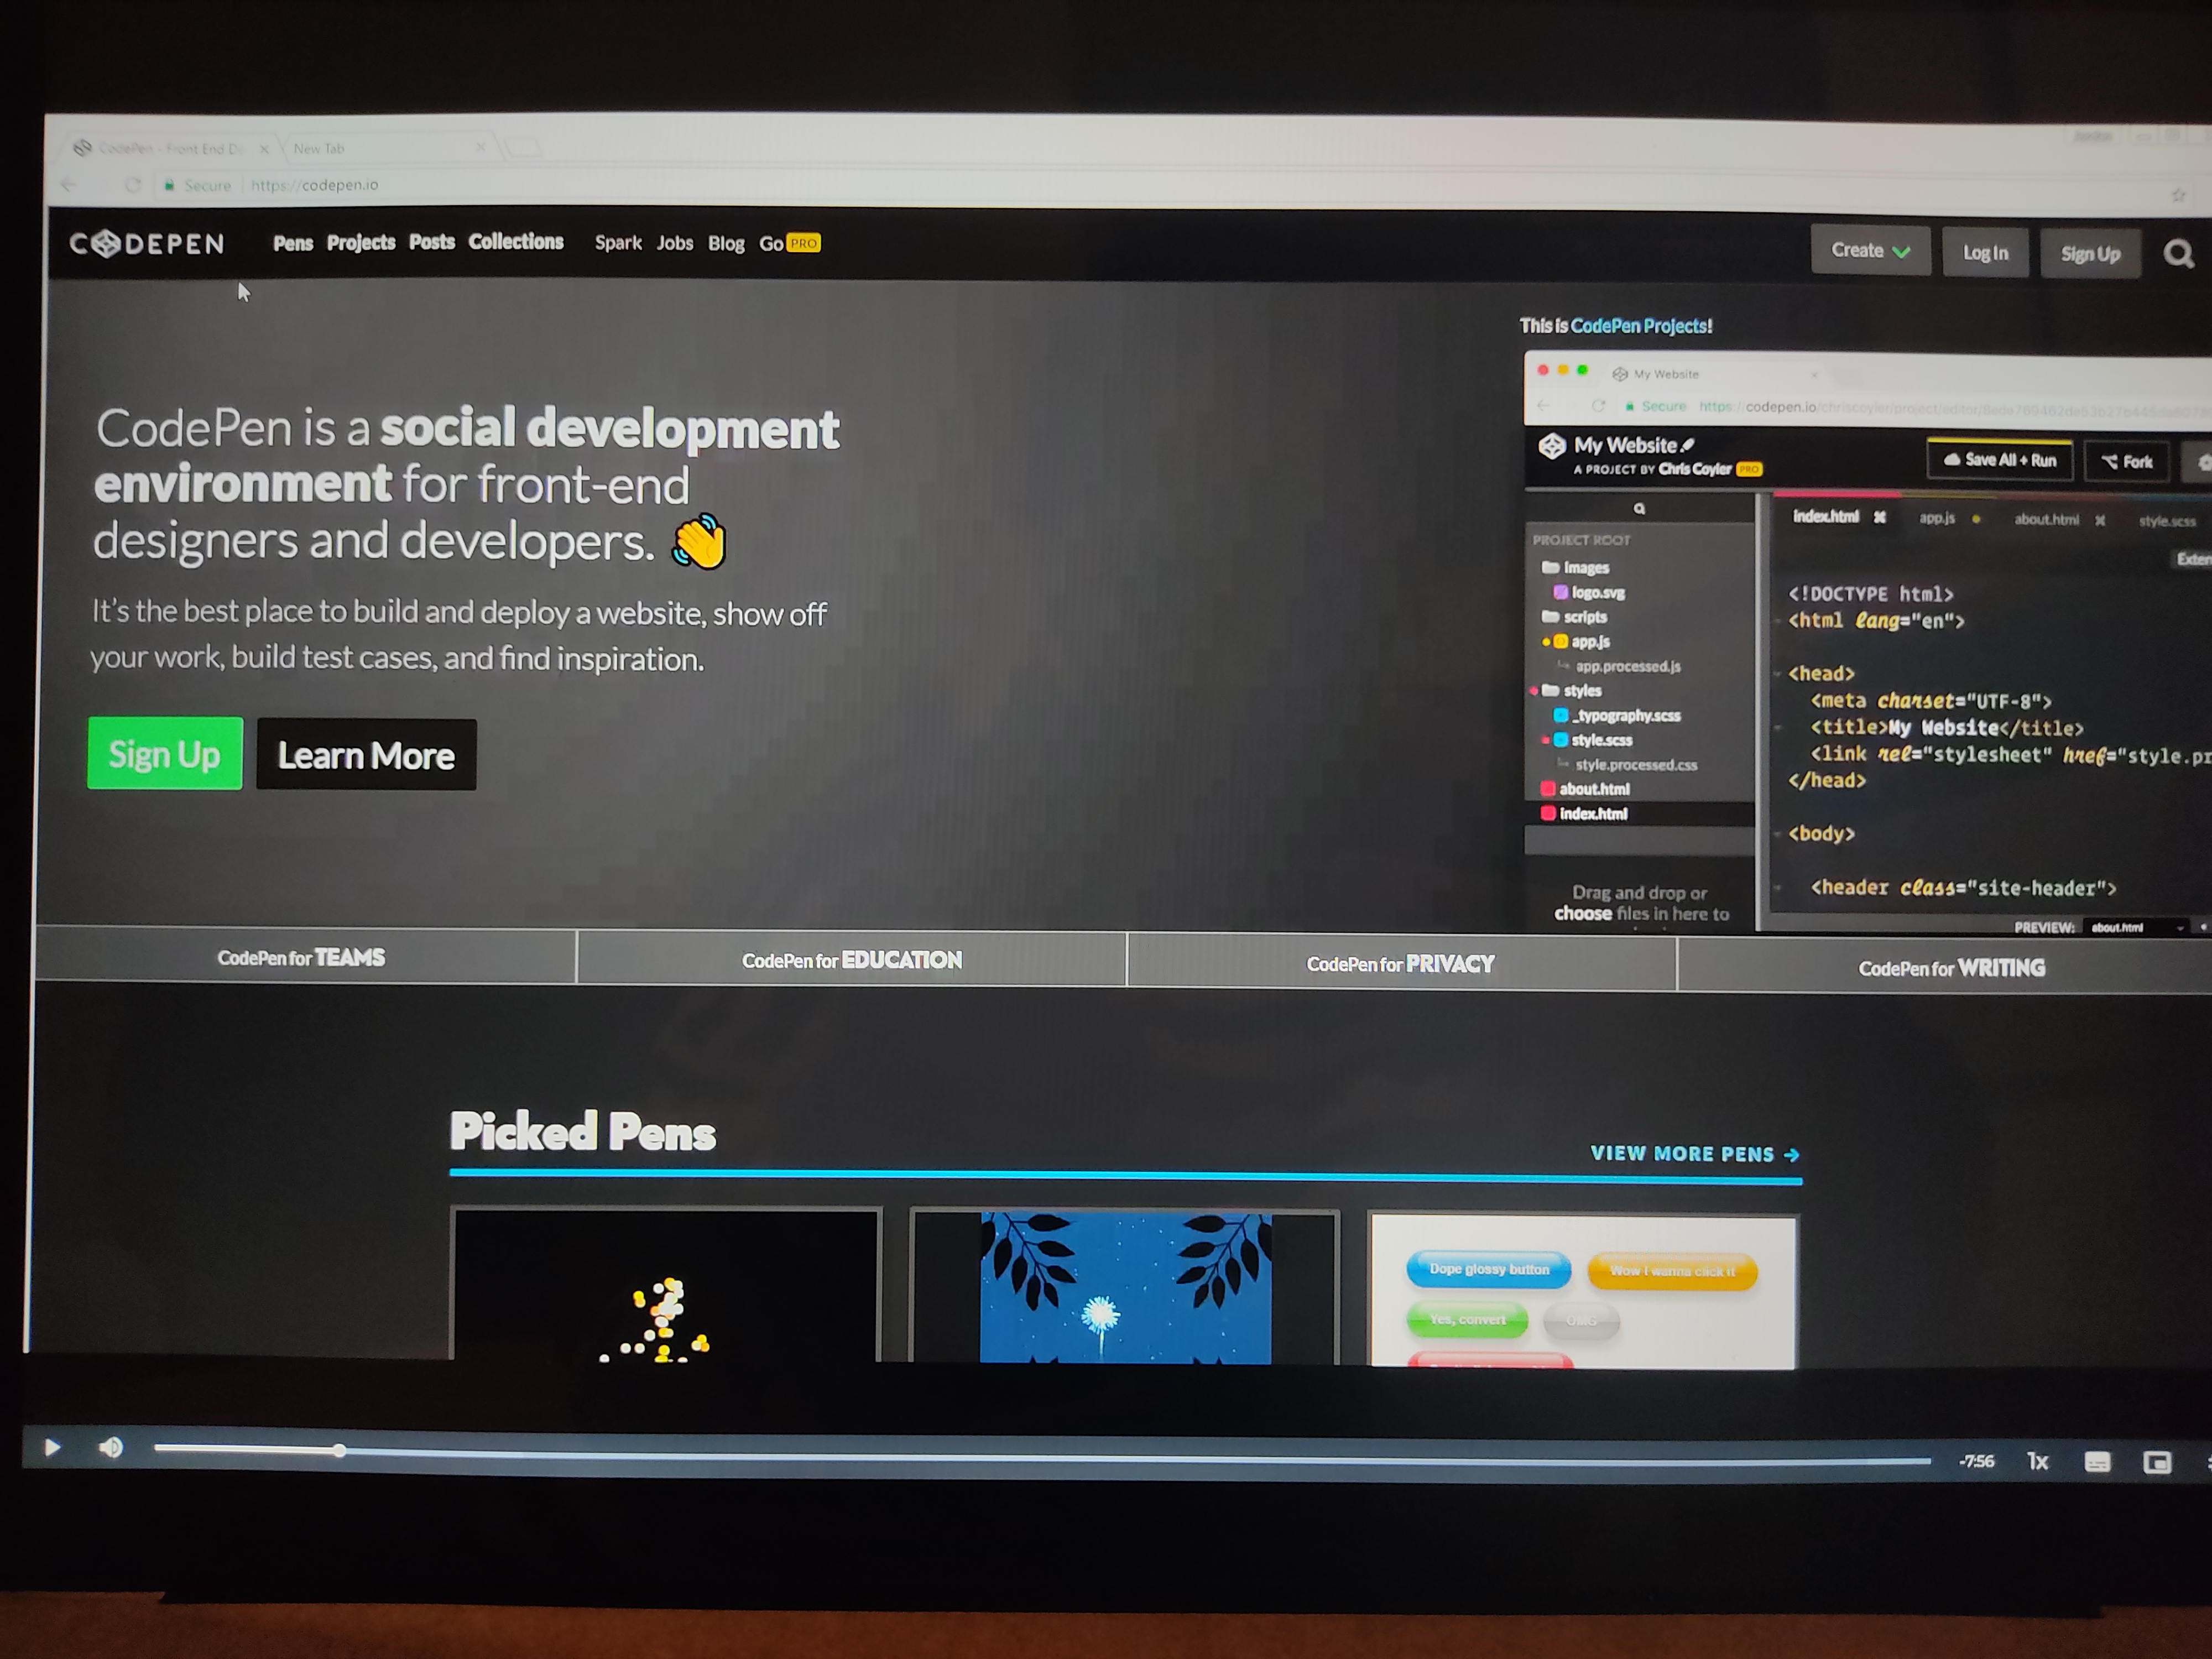 CodePen - Front End De
New Tab
Secure
https://codepen.io
CODEPEN
Pens Projects Posts Collections Spark Jobs Blog Go PRO
Create
Log In
Sign Up
CodePen is a social development
environment for front-end
designers and developers.
It's the best place to build and deploy a website, show off
your work, build test cases, and find inspiration.
Sign Up
Learn More
This is CodePen Projects!
My Website
Secure
My Website
A PROJECT BY Chris Coyier PRO
Save All + Run
Fork
PROJECT ROOT
images
logo.svg
scripts
app.js
app.processed.js
styles
_typography.scss
style.scss
style.processed.css
about.html
index.html
Drag and drop or
choose files in here to
index.html
app.js
about.html
style.scss
Exter
<!DOCTYPE html>
<html lang="en">
<head>
<meta charset="UTF-8">
<title>My Website</title>
<link rel="stylesheet" href="style.pr
</head>
<body>
<header class="site-header">
PREVIEW: about.html
CodePen for TEAMS
CodePen for EDUCATION
CodePen for PRIVACY
CodePen for WRITING
Picked Pens
VIEW MORE PENS →
Dope glossy button
Wow I wanna click it
Yes, convert
OMG
-7:56
1x